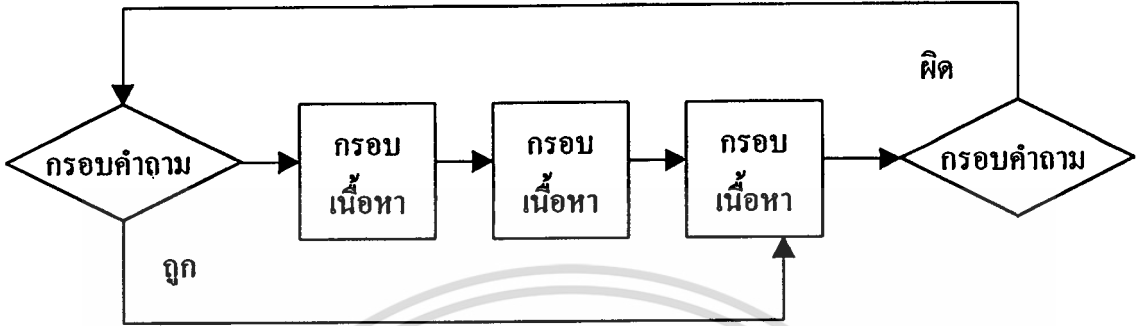 ผิด
กรอบคำถาม
กรอบ
เนื้อหา
กรอบ
เนื้อหา
กรอบ
เนื้อหา
กรอบคำถาม
ถูก